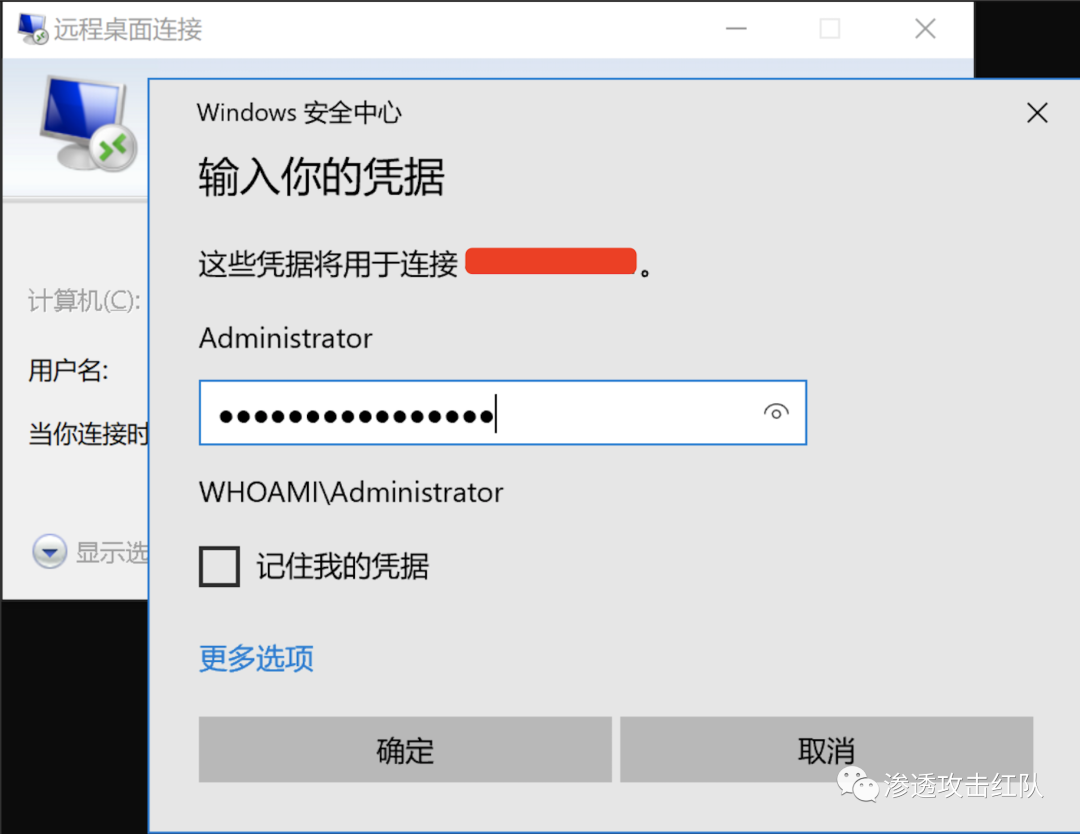 远程桌面连接
Windows 安全中心
输入你的凭据
这些凭据将用于连接 。
计算机(C):
Administrator
用户名:
●●●●●●●●●●●●●●●●
当你连接时
WHOAMI\Administrator
显示选
记住我的凭据
更多选项
确定
取消
渗透攻击红队